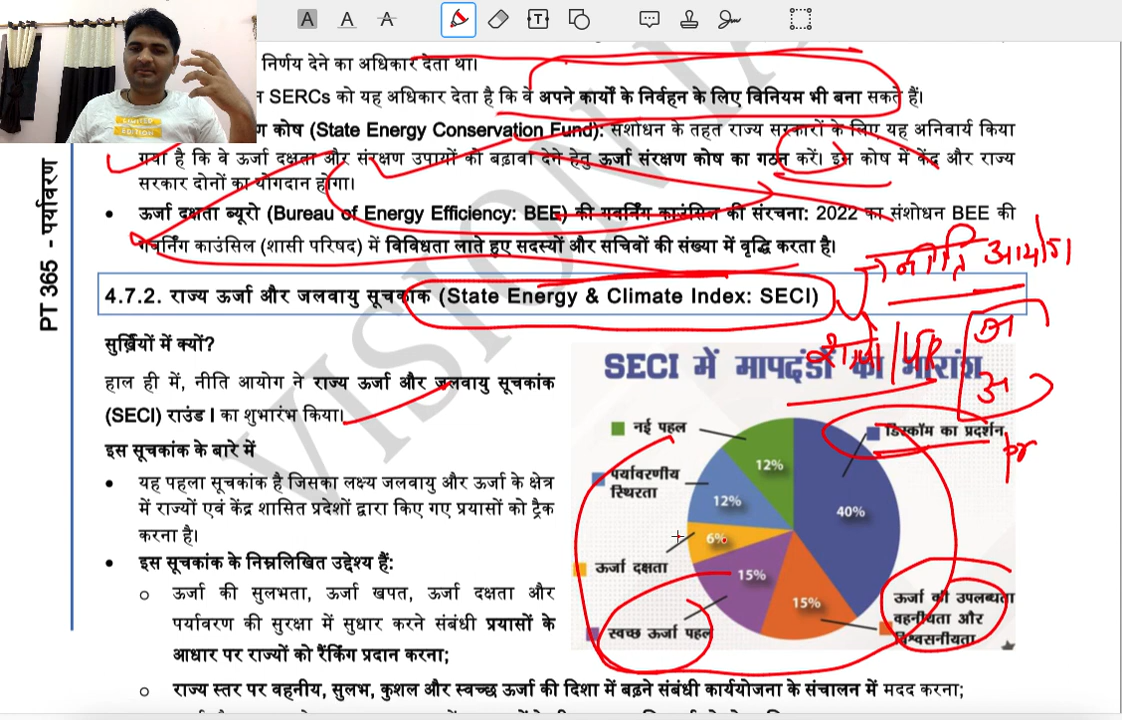 निर्णय देने का अधिकार देता था।
SERCs को यह अधिकार देता है कि वे अपने कार्यों के निर्वहन के लिए विनियम भी बना सकते हैं।
कोष (State Energy Conservation Fund): संशोधन के तहत राज्य सरकारों के लिए यह अनिवार्य किया
गया है कि वे ऊर्जा दक्षता और संरक्षण उपायों को बढ़ावा देने हेतु ऊर्जा संरक्षण कोष का गठन करें। इस कोष में केंद्र और राज्य
सरकार दोनों का योगदान होगा।
• ऊर्जा दक्षता ब्यूरो (Bureau of Energy Efficiency: BEE) की गवर्निंग काउंसिल की संरचना: 2022 का संशोधन BEE की
गवर्निंग काउंसिल (शासी परिषद) में विविधता लाते हुए सदस्यों और सचिवों की संख्या में वृद्धि करता है।
PT 365 - पर्यावरण
नीति आयोग
4.7.2. राज्य ऊर्जा और जलवायु सूचकांक (State Energy & Climate Index: SECI)
सुर्ख़ियों में क्यों?
हाल ही में, नीति आयोग ने राज्य ऊर्जा और जलवायु सूचकांक
(SECI) राउंड I का शुभारंभ किया।
इस सूचकांक के बारे में
• यह पहला सूचकांक है जिसका लक्ष्य जलवायु और ऊर्जा के क्षेत्र
में राज्यों एवं केंद्र शासित प्रदेशों द्वारा किए गए प्रयासों को ट्रैक
करना है।
• इस सूचकांक के निम्नलिखित उद्देश्य हैं:
o ऊर्जा की सुलभता, ऊर्जा खपत, ऊर्जा दक्षता और
पर्यावरण की सुरक्षा में सुधार करने संबंधी प्रयासों के
आधार पर राज्यों को रैंकिंग प्रदान करना;
o राज्य स्तर पर वहनीय, सुलभ, कुशल और स्वच्छ ऊर्जा की दिशा में बढ़ने संबंधी कार्ययोजना के संचालन में मदद करना;
SECI में मापदंडों का सारांश
नई पहल
डिस्कॉम का प्रदर्शन
12%
पर्यावरणीय
स्थिरता
12%
40%
6%
ऊर्जा दक्षता
15%
15%
ऊर्जा की उपलब्धता
वहनीयता और
विश्वसनीयता
स्वच्छ ऊर्जा पहल
VISION IA
LIMITED
EDITION